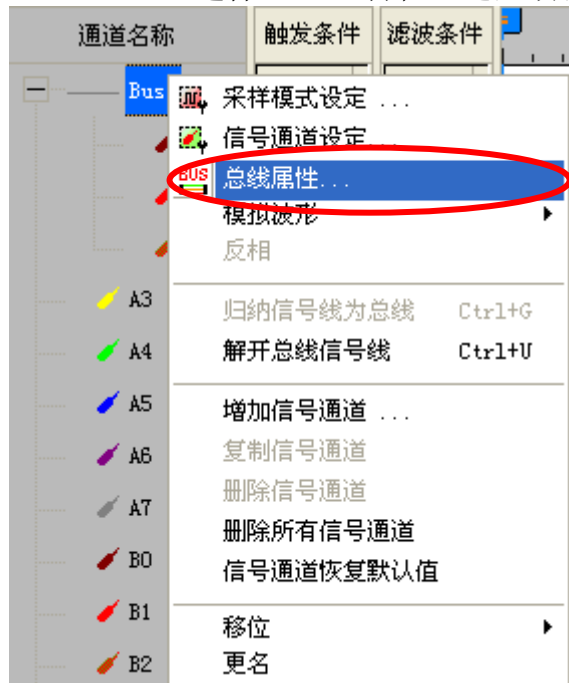 通道名称 触发条件 滤波条件
Bus
采样模式设定 ...
信号通道设定...
BUS 总线属性...
模拟波形
反相
A3
归纳信号线为总线 Ctrl+G
A4
解开总线信号线 Ctrl+U
A5
增加信号通道 ...
A6
复制信号通道
A7
删除信号通道
删除所有信号通道
B0
信号通道恢复默认值
B1
移位
B2
更名